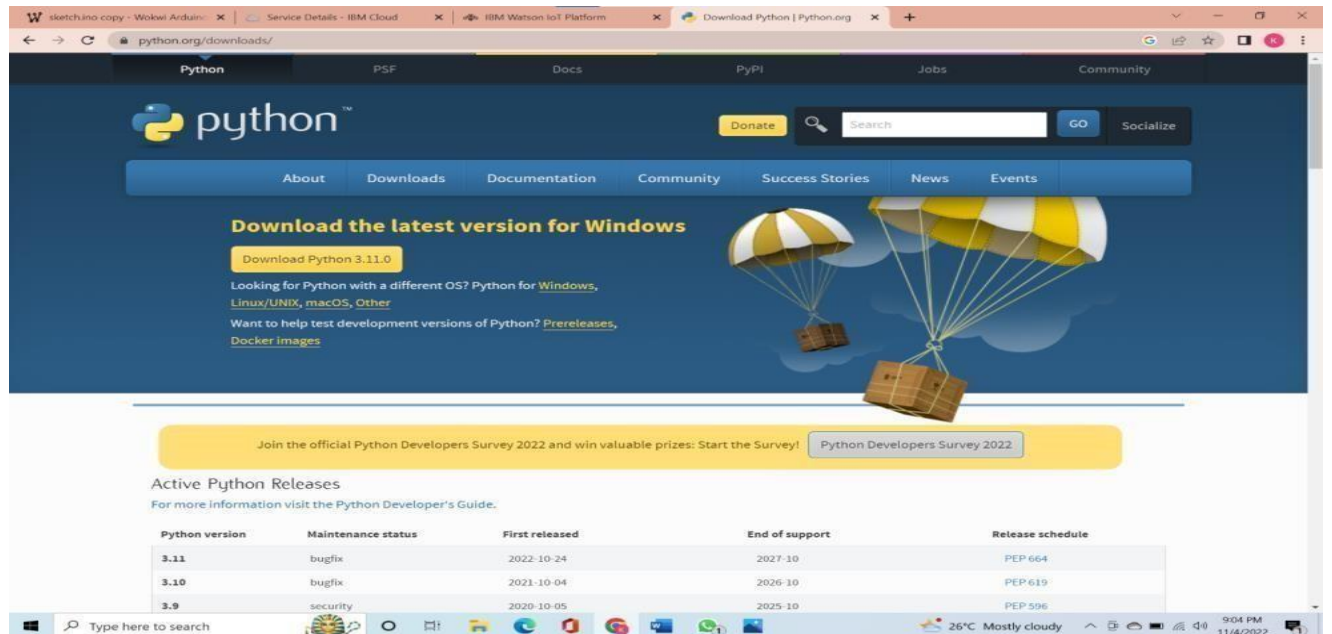 sketch.ino copy - Wokwi Arduino Service Details - IBM Cloud IBM Watson IoT Platform Download Python | Python.org
python.org/downloads/
Python PSF Docs PyPI Jobs Community
python™
Donate Search GO Socialize
About Downloads Documentation Community Success Stories News Events
Download the latest version for Windows
Download Python 3.11.0
Looking for Python with a different OS? Python for Windows,
Linux/UNIX, macOS, Other
Want to help test development versions of Python? Prereleases,
Docker images
Join the official Python Developers Survey 2022 and win valuable prizes: Start the Survey! Python Developers Survey 2022
Active Python Releases
For more information visit the Python Developer's Guide.
Python version Maintenance status First released End of support Release schedule
3.11 bugfix 2022-10-24 2027-10 PEP 664
3.10 bugfix 2021-10-04 2026-10 PEP 619
3.9 security 2020-10-05 2025-10 PEP 596
Type here to search 26°C Mostly cloudy 9:04 PM
11/4/2022